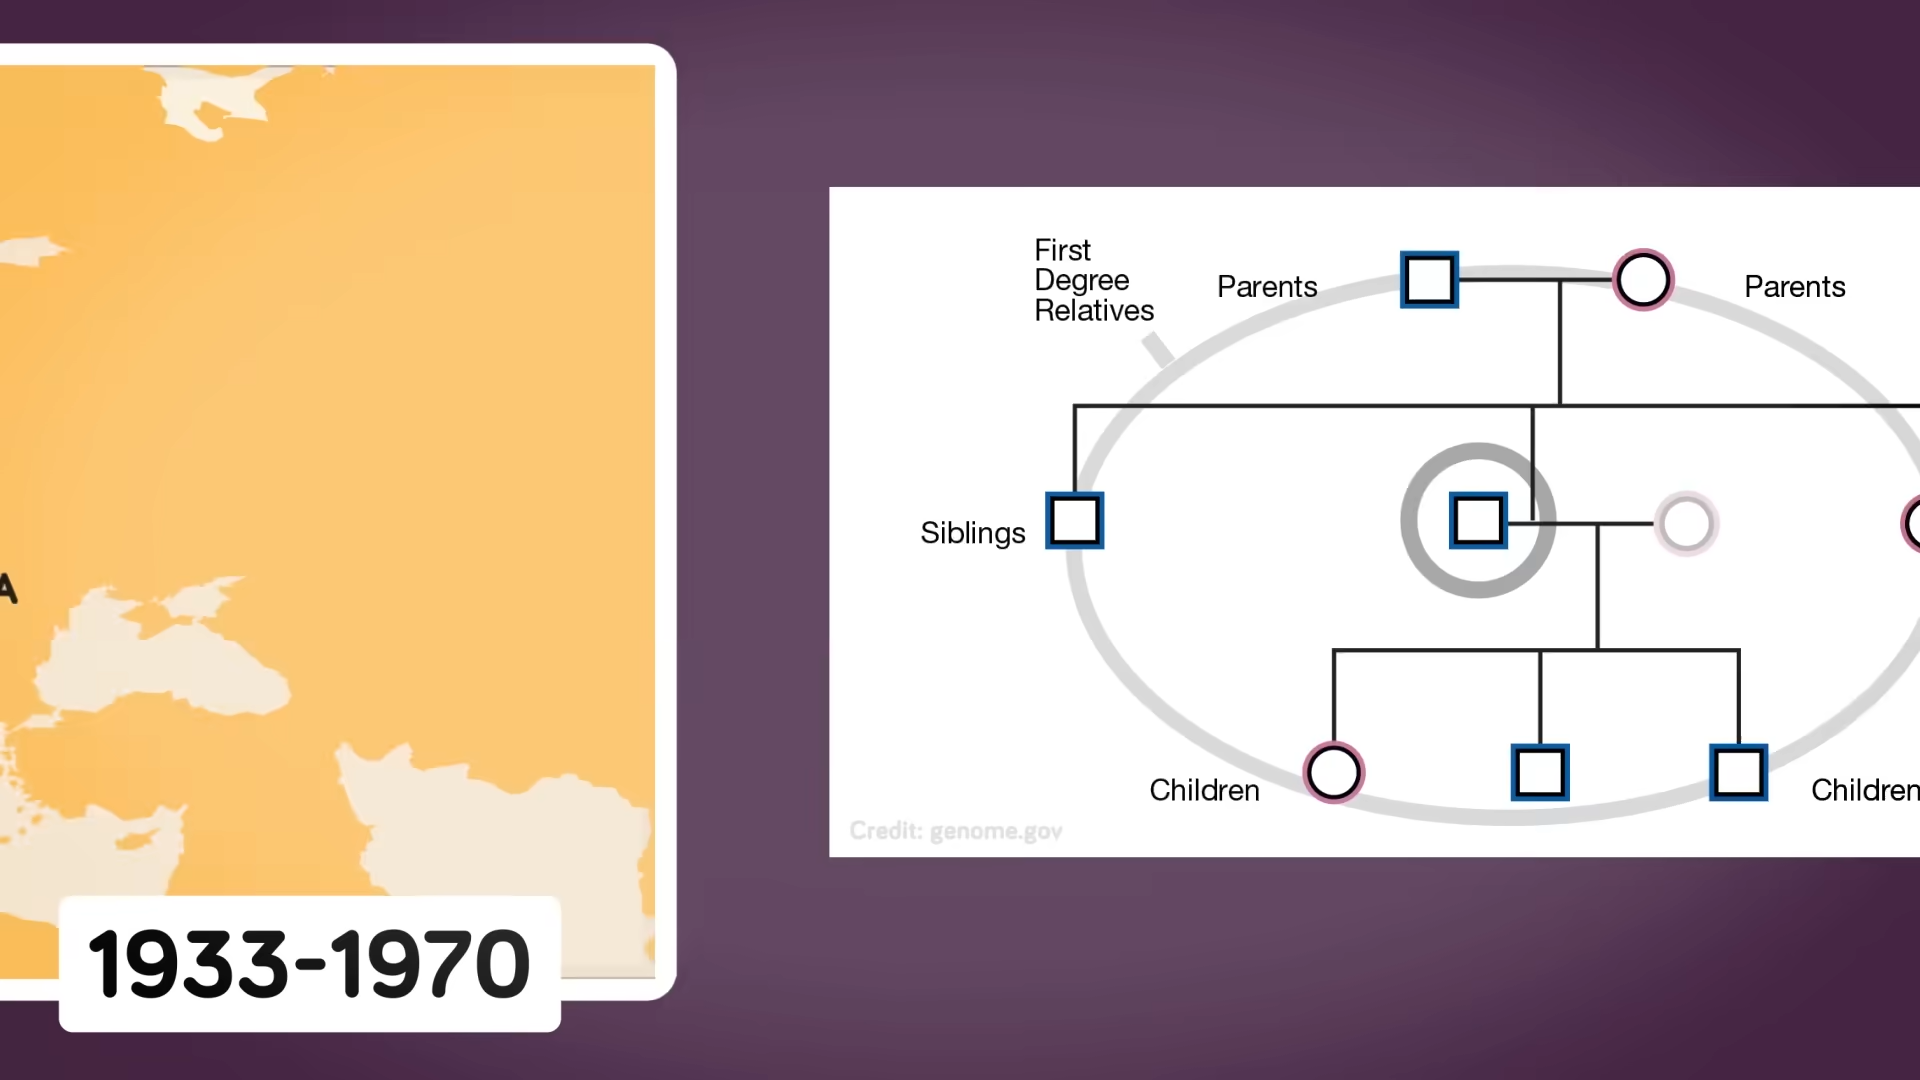 A
1933-1970
First
Degree
Relatives
Parents
Parents
Siblings
Children
Children
Credit: genome.gov